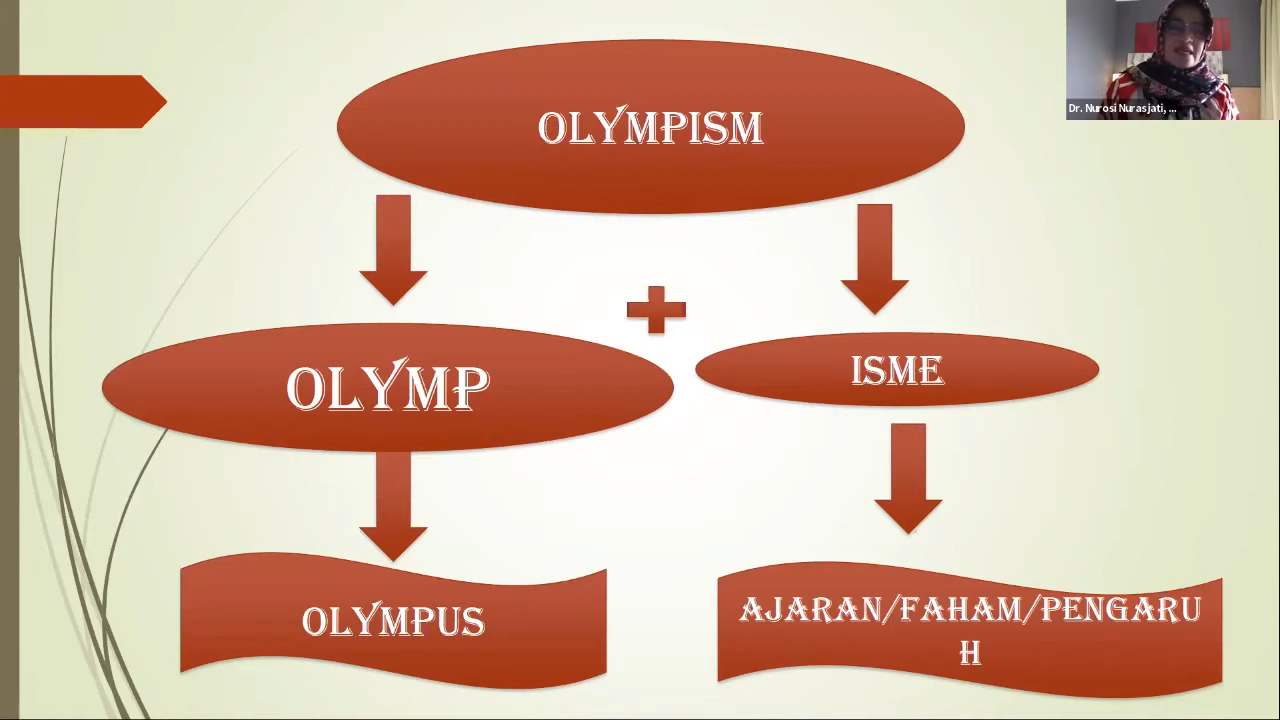 OLYMPISM
Dr. Nurosi Nurasjati, ...
OLYMP
ISME
OLYMPUS
AJARAN/FAHAM/PENGARU
H